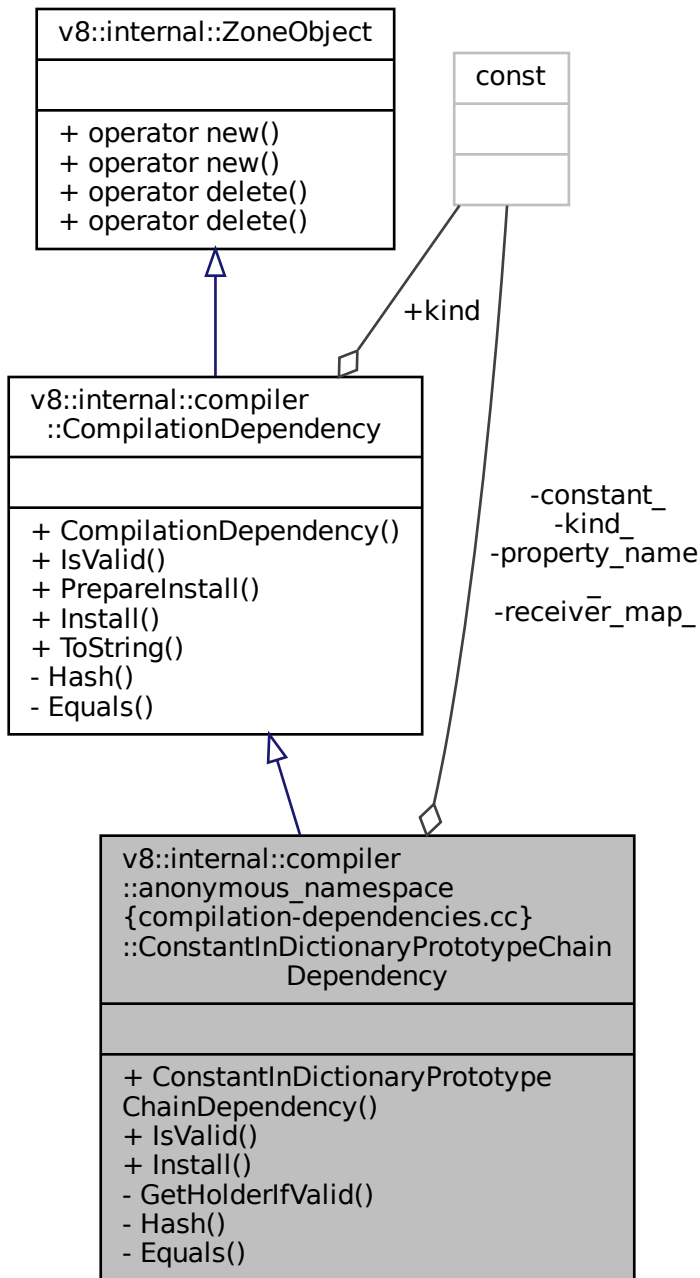 v8::internal::ZoneObject
+ operator new()
+ operator new()
+ operator delete()
+ operator delete()
const
+kind
v8::internal::compiler
::CompilationDependency
+ CompilationDependency()
+ IsValid()
+ PrepareInstall()
+ Install()
+ ToString()
- Hash()
- Equals()
-constant_
-kind_
-property_name
_
-receiver_map_
v8::internal::compiler
::anonymous_namespace
{compilation-dependencies.cc}
::ConstantInDictionaryPrototypeChain
Dependency
+ ConstantInDictionaryPrototype
ChainDependency()
+ IsValid()
+ Install()
- GetHolderIfValid()
- Hash()
- Equals()